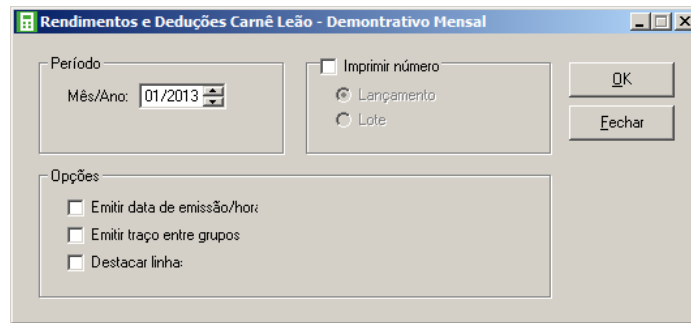 Rendimentos e Deduções Carnê Leão - Demontrativo Mensal
Período
Mês/Ano: 01/2013
Imprimir número
Lançamento
Lote
OK
Fechar
Opções
Emitir data de emissão/hora
Emitir traço entre grupos
Destacar linha: